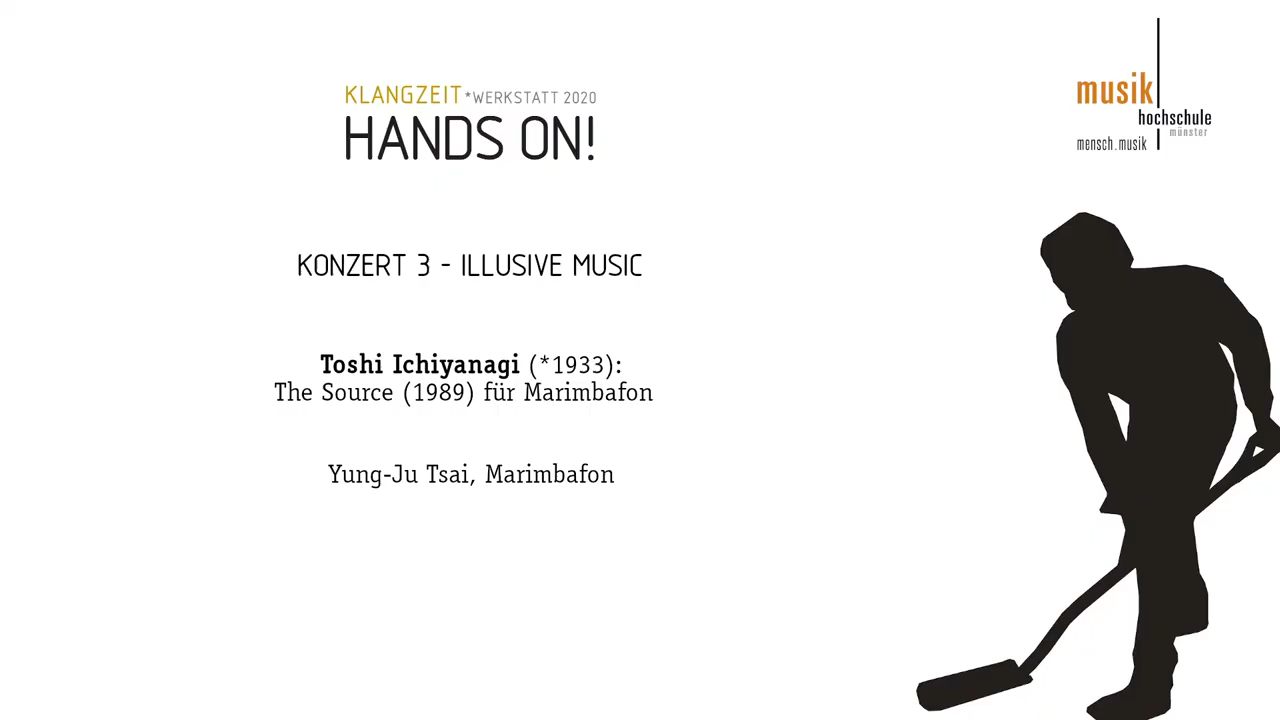 KLANGZEIT*WERKSTATT 2020
HANDS ON!
musik
hochschule
münster
mensch.musik
KONZERT 3 - ILLUSIVE MUSIC
Toshi Ichiyanagi (*1933):
The Source (1989) für Marimbafon
Yung-Ju Tsai, Marimbafon